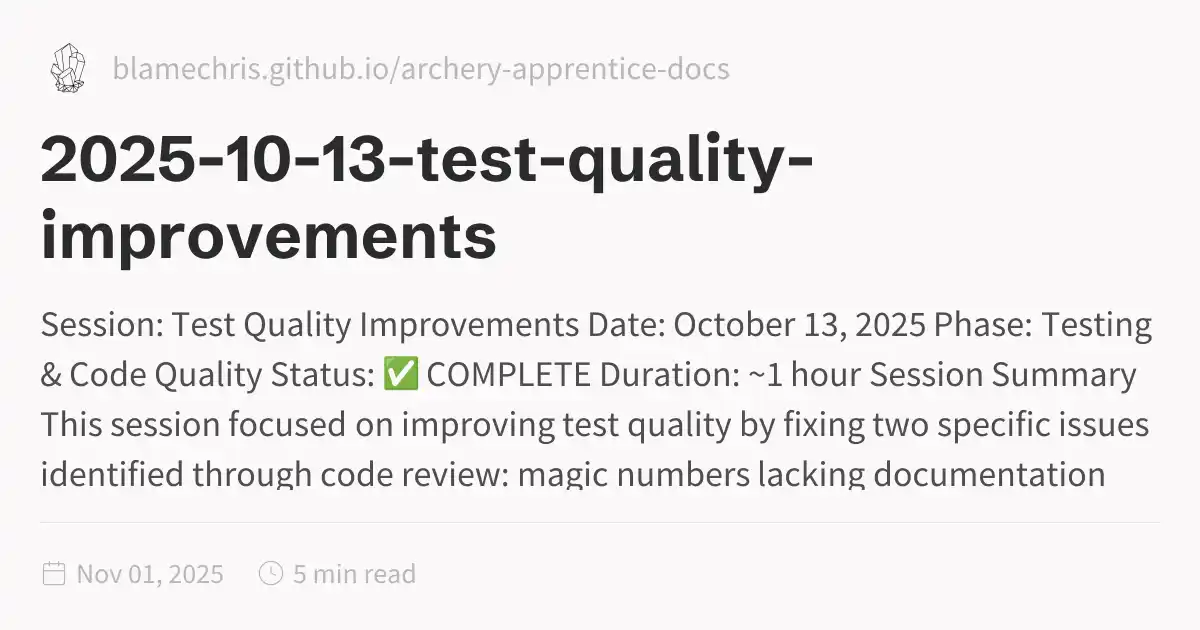 blamechris.github.io/archery-apprentice-docs
2025-10-13-test-quality-
improvements
Session: Test Quality Improvements Date: October 13, 2025 Phase: Testing
& Code Quality Status: ✅ COMPLETE Duration: ~1 hour Session Summary
This session focused on improving test quality by fixing two specific issues
identified through code review: magic numbers lacking documentation
Nov 01, 2025 5 min read